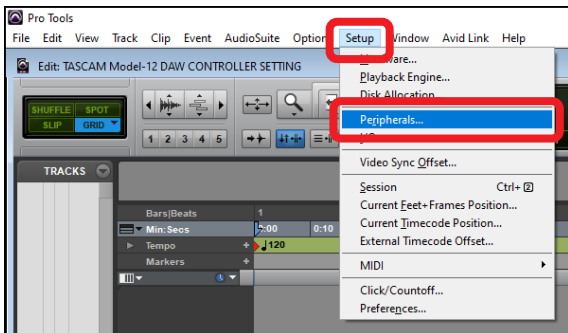 Pro Tools
File Edit View Track Clip Event AudioSuite Setup Window Avid Link Help
Edit: TASCAM Model-12 DAW CONTROLLER SETTING
SHUFFLE SPOT
SLIP GRID
1 2 3 4 5
TRACKS
Bars|Beats 1
Min:Secs 0:00 0:10
Tempo 120
Markers
Playback Engine...
Disk Allocation
Peripherals...
Video Sync Offset...
Session Ctrl+2
Current Feet+Frames Position...
Current Timecode Position...
External Timecode Offset...
MIDI
Click/Countoff...
Preferences...